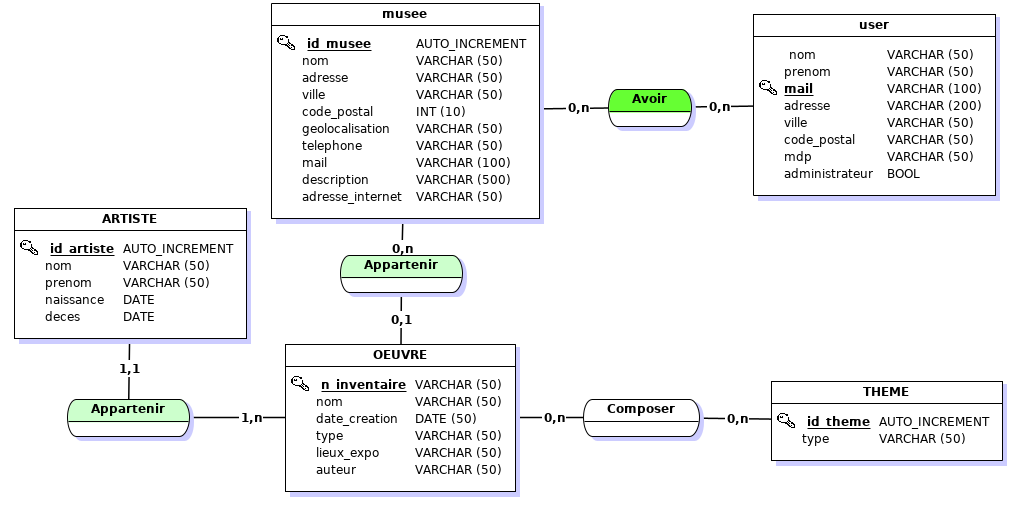 musee
id_musee AUTO_INCREMENT
nom VARCHAR (50)
adresse VARCHAR (50)
ville VARCHAR (50)
code_postal INT (10)
geolocalisation VARCHAR (50)
telephone VARCHAR (50)
mail VARCHAR (100)
description VARCHAR (500)
adresse_internet VARCHAR (50)
0,n
Avoir
0,n
user
nom VARCHAR (50)
prenom VARCHAR (50)
mail VARCHAR (100)
adresse VARCHAR (200)
ville VARCHAR (50)
code_postal VARCHAR (50)
mdp VARCHAR (50)
administrateur BOOL
ARTISTE
id_artiste AUTO_INCREMENT
nom VARCHAR (50)
prenom VARCHAR (50)
naissance DATE
deces DATE
0,n
Appartenir
0,1
1,1
Appartenir
1,n
OEUVRE
n_inventaire VARCHAR (50)
nom VARCHAR (50)
date_creation DATE (50)
type VARCHAR (50)
lieux_expo VARCHAR (50)
auteur VARCHAR (50)
0,n
Composer
0,n
THEME
id_theme AUTO_INCREMENT
type VARCHAR (50)